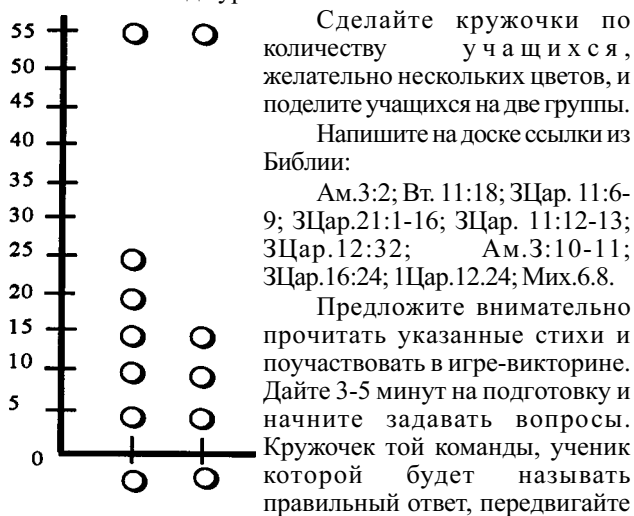 55
50
45
40
35
30
25
20
15
10
5
0
Сделайте кружочки по
количеству учащихся,
желательно нескольких цветов, и
поделите учащихся на две группы.
Напишите на доске ссылки из
Библии:
Ам.3:2; Вт. 11:18; 3Цар. 11:6-
9; 3Цар.21:1-16; 3Цар. 11:12-13;
3Цар.12:32; Ам.3:10-11;
3Цар.16:24; 1Цар.12.24; Мих.6.8.
Предложите внимательно
прочитать указанные стихи и
поучаствовать в игре-викторине.
Дайте 3-5 минут на подготовку и
начните задавать вопросы.
Кружочек той команды, ученик
которой будет называть
правильный ответ, передвигайте